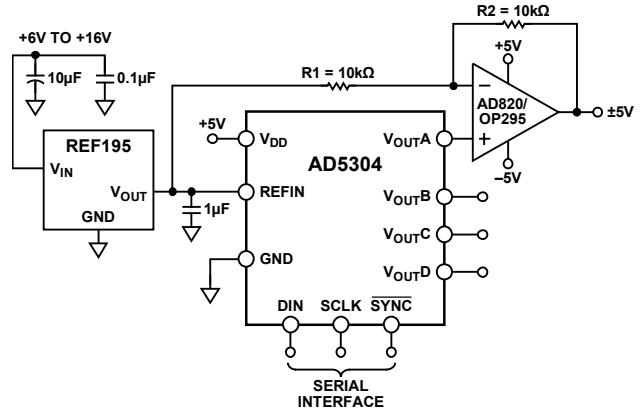 R2 = 10kΩ
+6V TO +16V
+5V
10µF
0.1µF
R1 = 10kΩ
AD820/
OP295
±5V
–5V
REF195
VIN
VOUT
GND
1µF
+5V
VDD
AD5304
VOUTA
REFIN
VOUTB
VOUTC
GND
VOUTD
DIN SCLK SYNC
SERIAL
INTERFACE